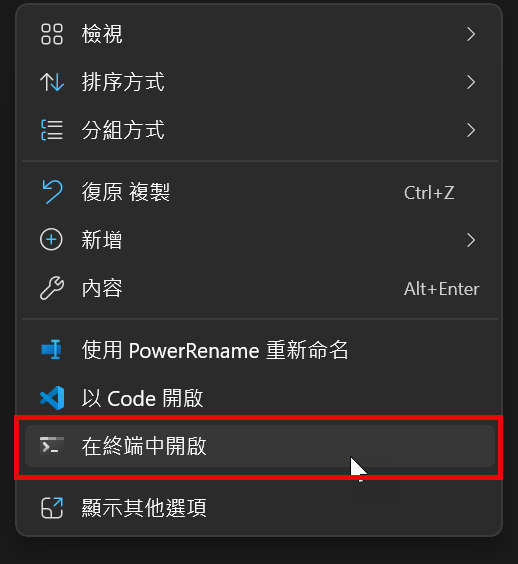 檢視
排序方式
分組方式
復原 複製 Ctrl+Z
新增
內容 Alt+Enter
使用 PowerRename 重新命名
以 Code 開啟
在終端中開啟
顯示其他選項